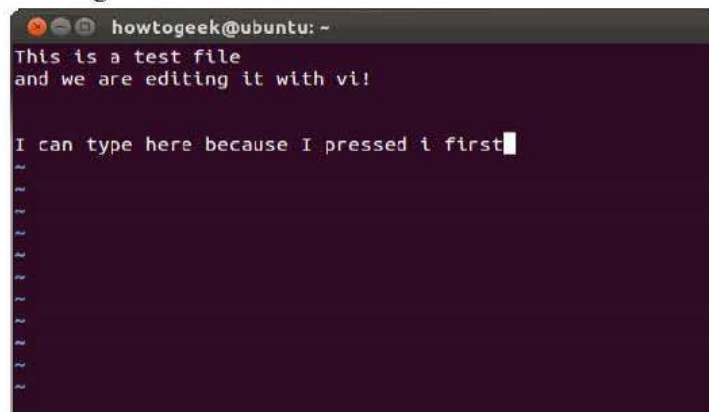 howtogeek@ubuntu: ~
This is a test file
and we are editing it with vi!
I can type here because I pressed i first
~
~
~
~
~
~
~
~
~
~
~